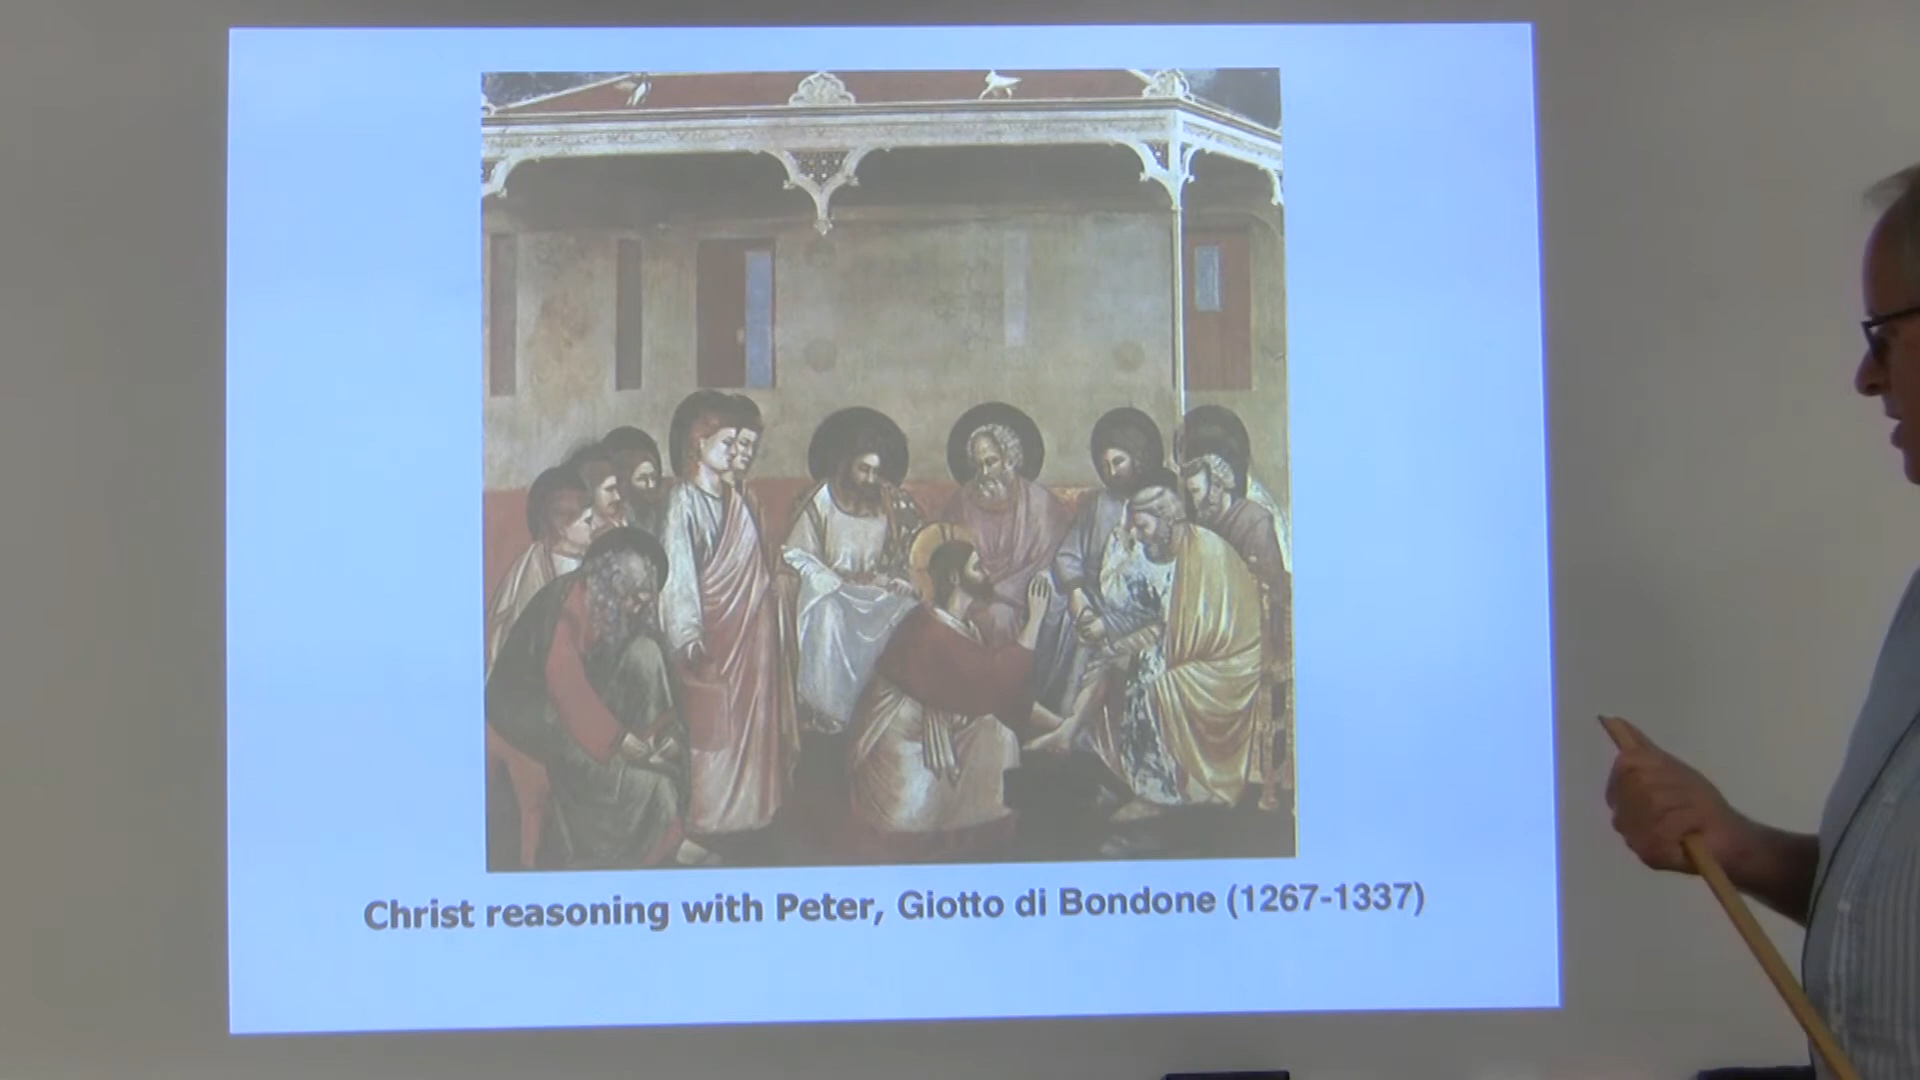 Christ reasoning with Peter, Giotto di Bondone (1267-1337)